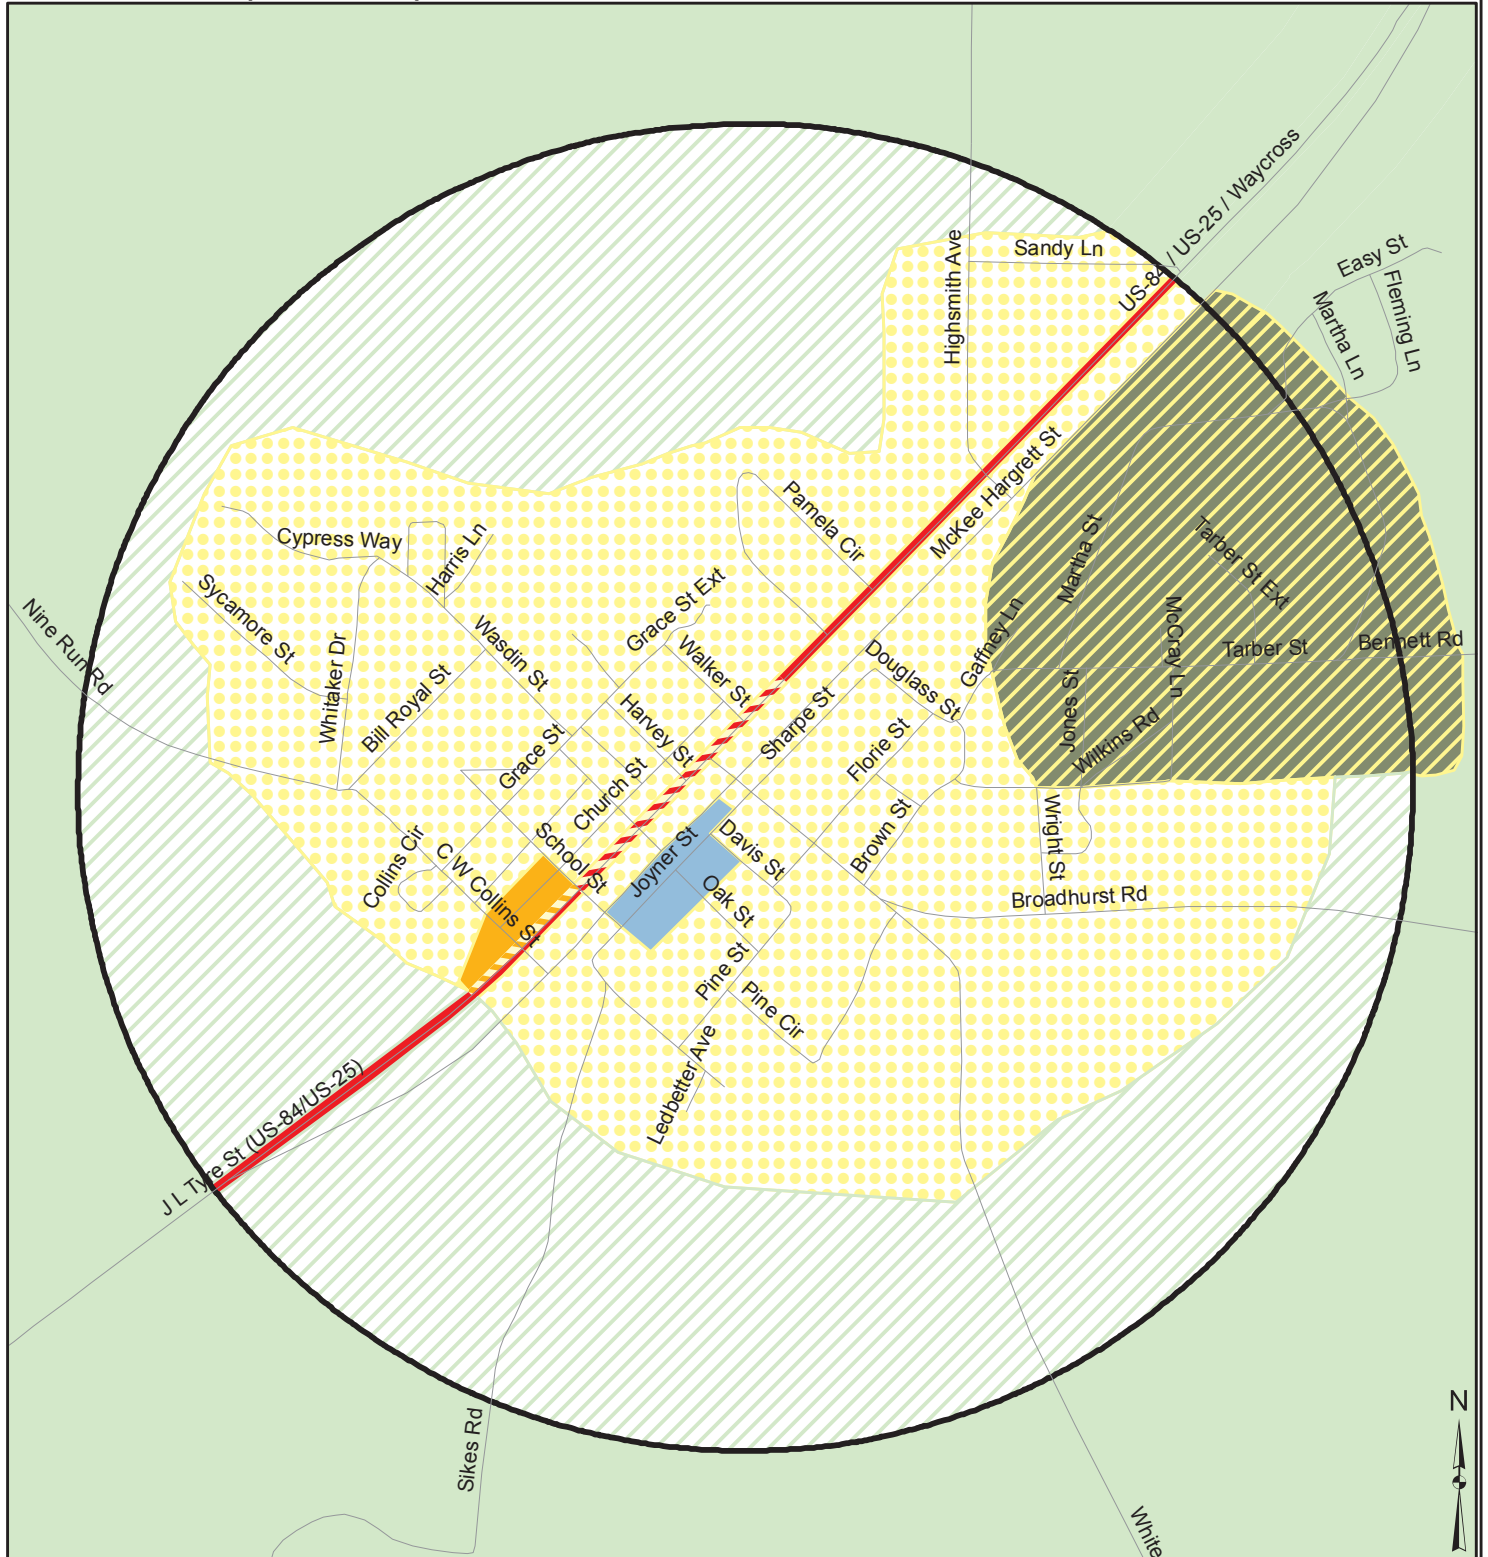 US-84 / US-25 / Waycross
Sandy Ln
Highsmith Ave
Easy St
Fleming Ln
Martha Ln
McKee Hargrett St
Pamela Cir
Cypress Way
Harris Ln
Martha St
Tarber St Ext
Sycamore St
Nine Run Rd
Grace St Ext
Wasdin St
Walker St
Whitaker Dr
Bill Royal St
Harvey St
Douglass St
Gaffney Ln
McCray Ln
Tarber St
Bennett Rd
Sharpe St
Jones St
Wilkins Rd
Grace St
Church St
Florie St
School St
Joyner St
Davis St
Brown St
Wright St
Collins Cir
C W Collins St
Oak St
Broadhurst Rd
Pine St
Pine Cir
Ledbetter Ave
J L Tyre St (US-84/US-25)
Sikes Rd
N
White